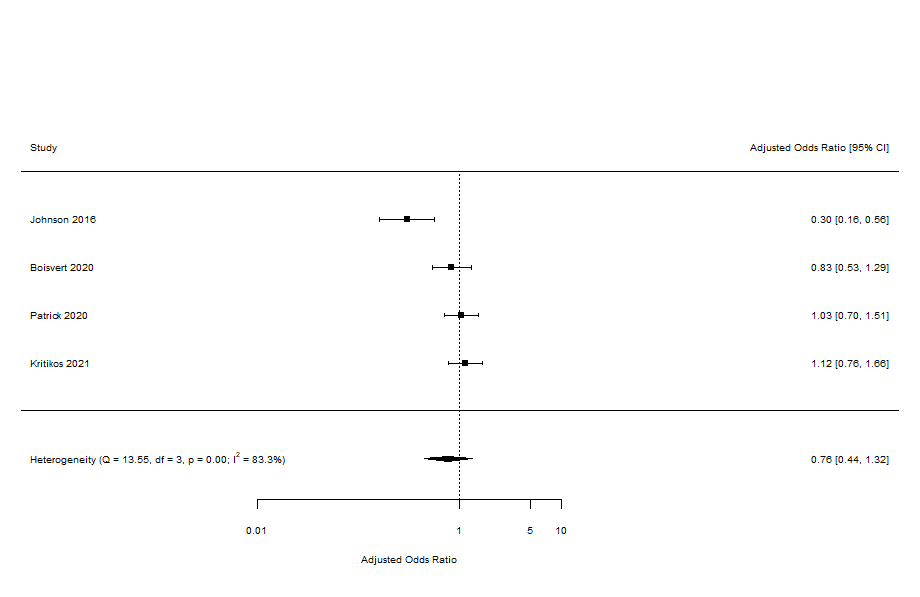 Study Adjusted Odds Ratio [95% CI]
Johnson 2016 0.30 [0.16, 0.56]
Boisvert 2020 0.83 [0.53, 1.29]
Patrick 2020 1.03 [0.70, 1.51]
Kritikos 2021 1.12 [0.76, 1.66]
Heterogeneity (Q = 13.55, df = 3, p = 0.00; I² = 83.3%) 0.76 [0.44, 1.32]
0.01 1 5 10
Adjusted Odds Ratio